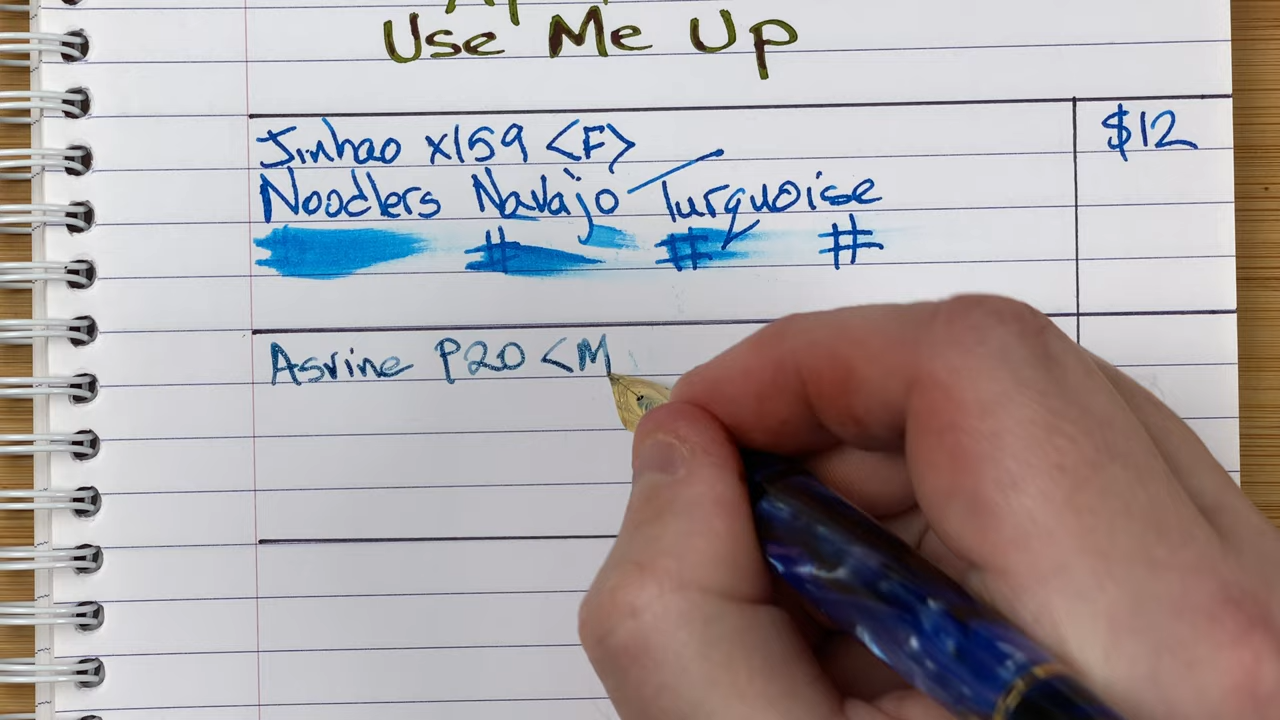 Use Me Up
Jinhao x159 <F>
$12
Noodlers Navajo Turquoise
# # #
Asvine P20 <M